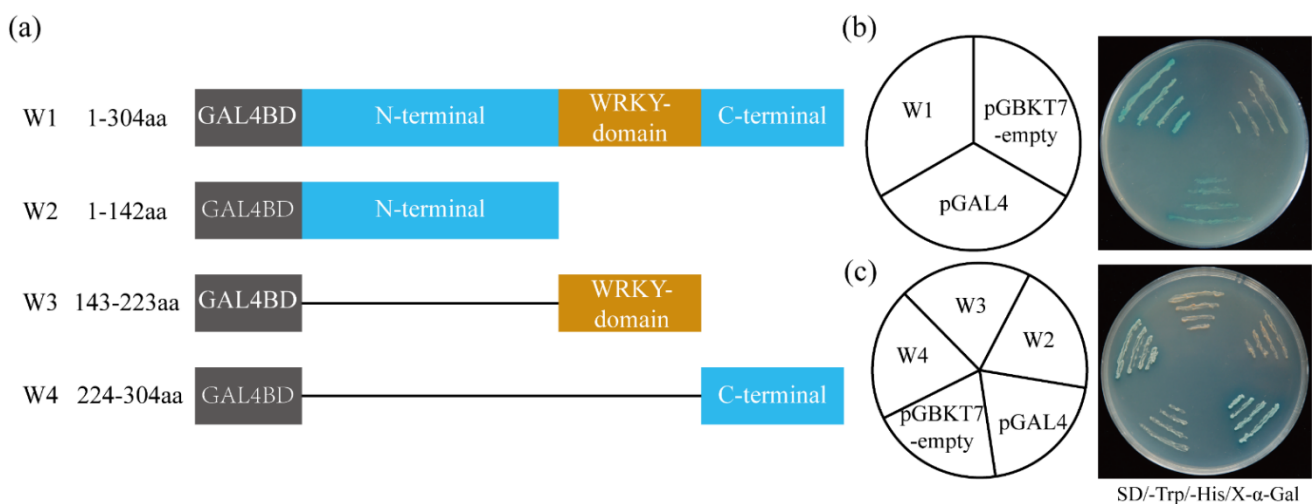 (a)
W1 1-304aa
GAL4BD
N-terminal
WRKY-
domain
C-terminal
W2 1-142aa
GAL4BD
N-terminal
W3 143-223aa
GAL4BD
WRKY-
domain
W4 224-304aa
GAL4BD
C-terminal
(b)
W1
pGBKT7
-empty
pGAL4
(c)
W3
W4
W2
pGBKT7
-empty
pGAL4
SD/-Trp/-His/X-α-Gal